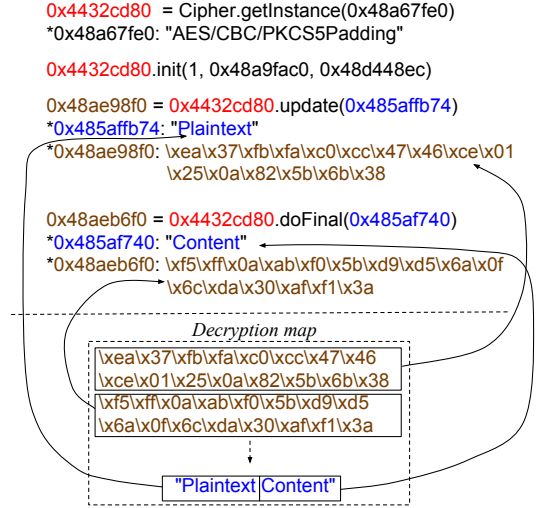 0x4432cd80 = Cipher.getInstance(0x48a67fe0)
*0x48a67fe0: "AES/CBC/PKCS5Padding"
0x4432cd80.init(1, 0x48a9fac0, 0x48d448ec)
0x48ae98f0 = 0x4432cd80.update(0x485affb74)
*0x485affb74: "Plaintext"
*0x48ae98f0: \xea\x37\xfb\xfa\xc0\xcc\x47\x46\xce\x01
\x25\x0a\x82\x5b\x6b\x38
0x48aeb6f0 = 0x4432cd80.doFinal(0x485af740)
*0x485af740: "Content"
*0x48aeb6f0: \xf5\xff\x0a\xab\xf0\x5b\xd9\xd5\x6a\x0f
\x6c\xda\x30\xaf\xf1\x3a
Decryption map
\xea\x37\xfb\xfa\xc0\xcc\x47\x46
\xce\x01\x25\x0a\x82\x5b\x6b\x38
\xf5\xff\x0a\xab\xf0\x5b\xd9\xd5
\x6a\x0f\x6c\xda\x30\xaf\xf1\x3a
"Plaintext Content"